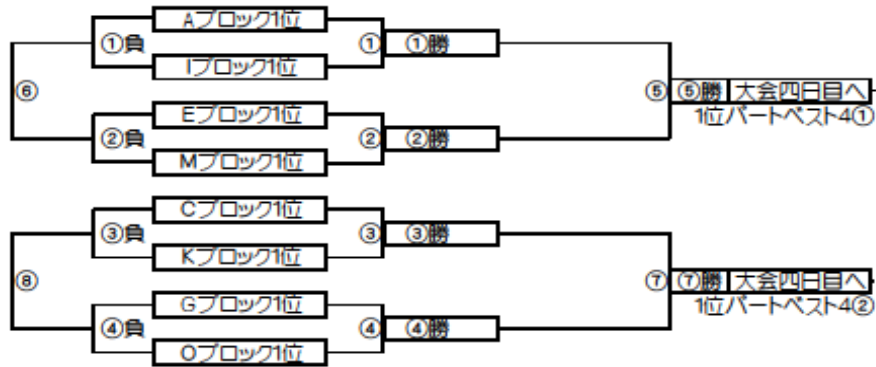 Aブロック1位
①負 ① ①勝
Iブロック1位
⑥ ⑤ ⑤勝 大会四日目へ
Eブロック1位 1位パートベスト4①
②負 ② ②勝
Mブロック1位
Cブロック1位
③負 ③ ③勝
Kブロック1位
⑧ ⑦ ⑦勝 大会四日目へ
Gブロック1位 1位パートベスト4②
④負 ④ ④勝
Oブロック1位